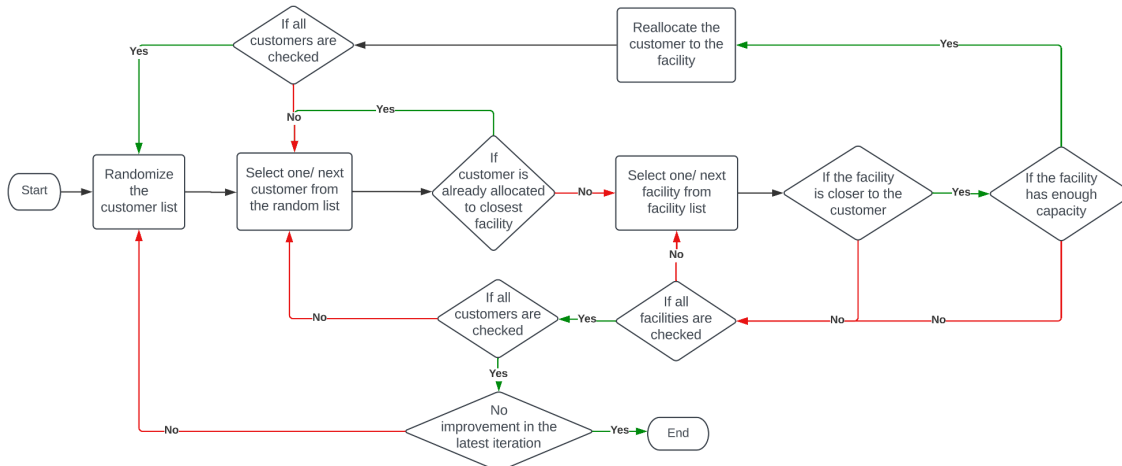 If all
customers are
checked
Reallocate the
customer to the
facility
Yes
Yes
No
Yes
Start
Randomize
the
customer list
Select one/ next
customer from
the random list
If
customer is
already allocated
to closest
facility
No
Select one/ next
facility from
facility list
If the facility
is closer to the
customer
Yes
If the facility
has enough
capacity
No
If all
customers are
checked
If all
facilities are
checked
No
Yes
No
No
Yes
No
improvement in the
latest iteration
No
Yes
End